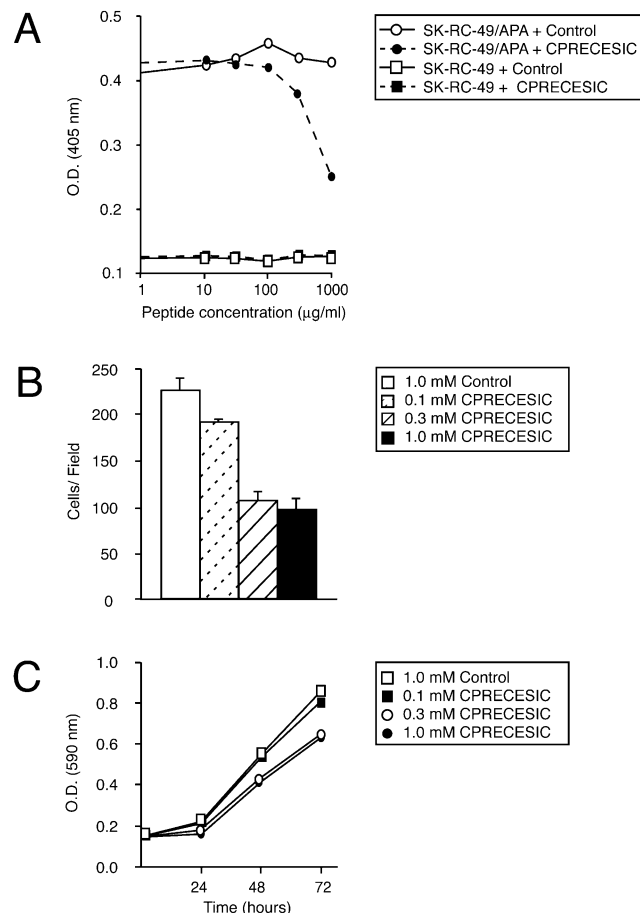 A
0.5
0.4
0.3
0.2
0.1
O.D. (405 nm)
1
10
100
1000
Peptide concentration (µg/ml)
SK-RC-49/APA + Control
SK-RC-49/APA + CPRECESIC
SK-RC-49 + Control
SK-RC-49 + CPRECESIC
B
250
200
150
100
50
0
Cells/ Field
1.0 mM Control
0.1 mM CPRECESIC
0.3 mM CPRECESIC
1.0 mM CPRECESIC
C
1.0
0.8
0.6
0.4
0.2
0.0
O.D. (590 nm)
24
48
72
Time (hours)
1.0 mM Control
0.1 mM CPRECESIC
0.3 mM CPRECESIC
1.0 mM CPRECESIC